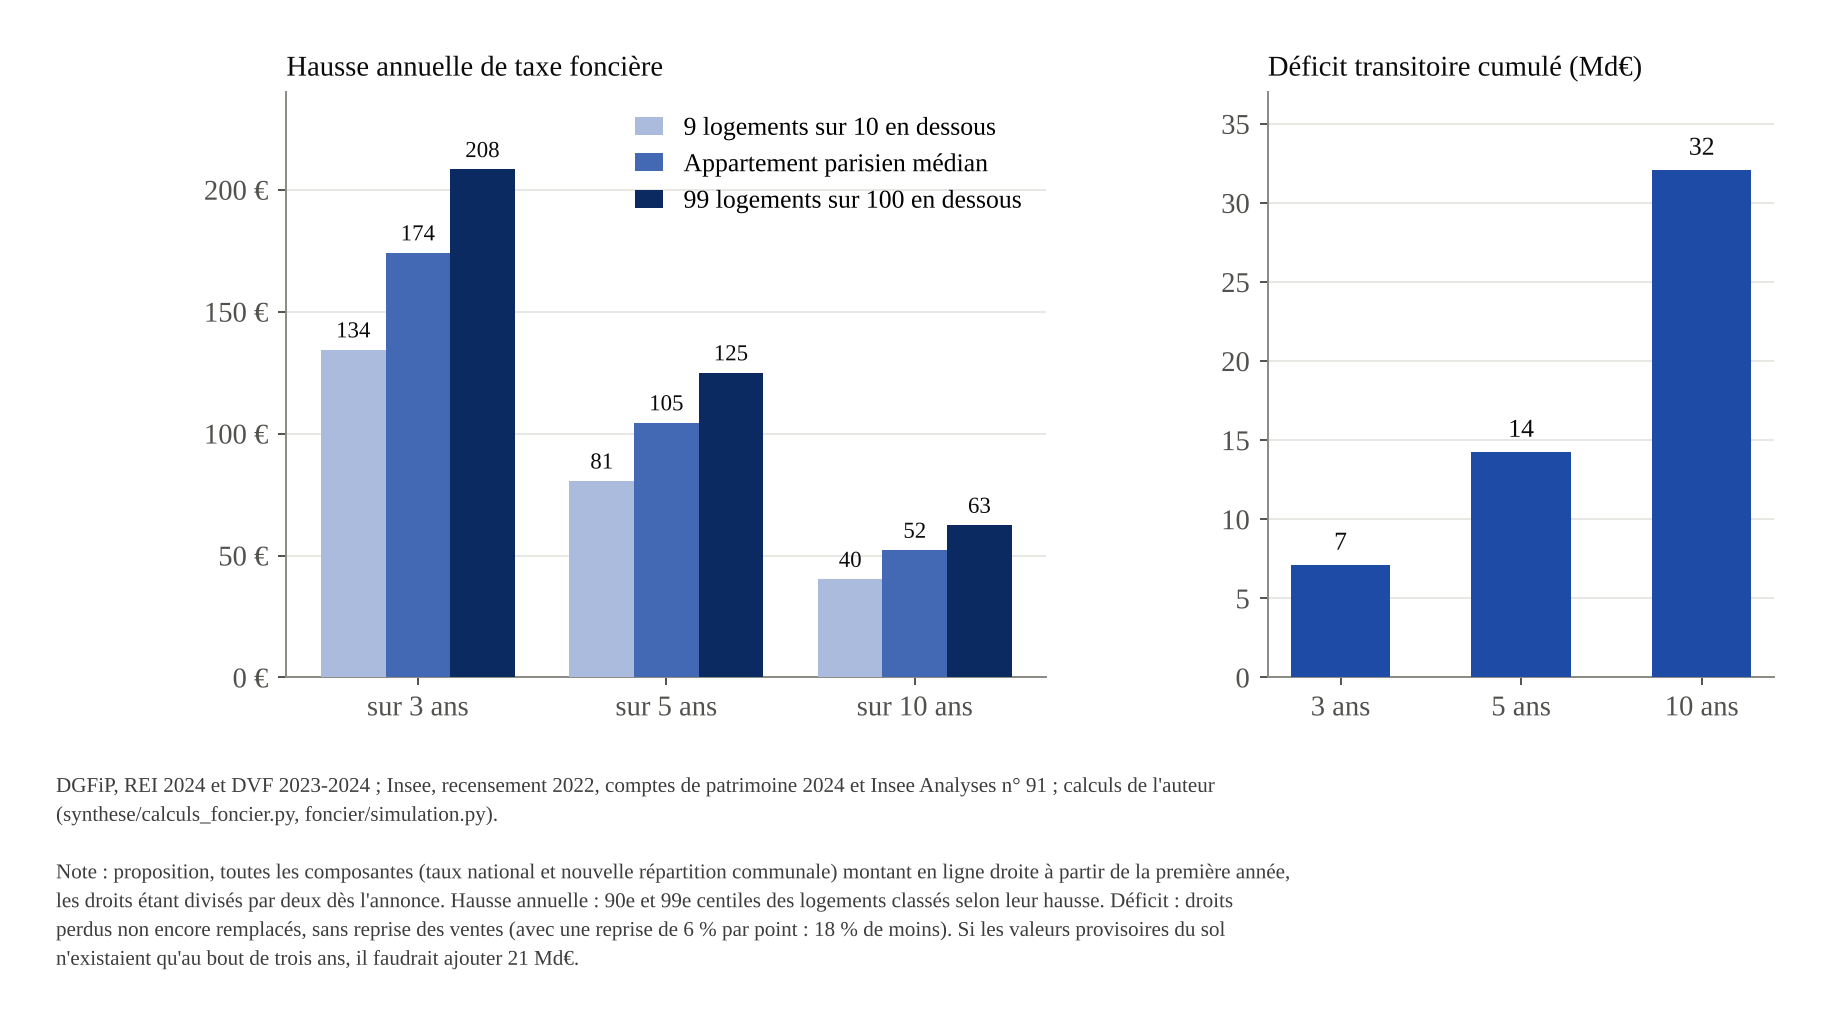 Hausse annuelle de taxe foncière
9 logements sur 10 en dessous
Appartement parisien médian
99 logements sur 100 en dessous
200 €
150 €
100 €
50 €
0 €
134
174
208
81
105
125
40
52
63
sur 3 ans
sur 5 ans
sur 10 ans
Déficit transitoire cumulé (Md€)
35
30
25
20
15
10
5
0
7
14
32
3 ans
5 ans
10 ans
DGFiP, REI 2024 et DVF 2023-2024 ; Insee, recensement 2022, comptes de patrimoine 2024 et Insee Analyses n° 91 ; calculs de l'auteur
(synthese/calculs_foncier.py, foncier/simulation.py).
Note : proposition, toutes les composantes (taux national et nouvelle répartition communale) montant en ligne droite à partir de la première année,
les droits étant divisés par deux dès l'annonce. Hausse annuelle : 90e et 99e centiles des logements classés selon leur hausse. Déficit : droits
perdus non encore remplacés, sans reprise des ventes (avec une reprise de 6 % par point : 18 % de moins). Si les valeurs provisoires du sol
n'existaient qu'au bout de trois ans, il faudrait ajouter 21 Md€.